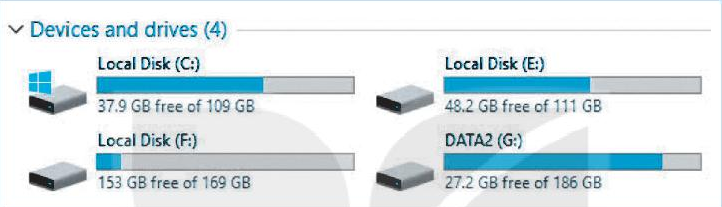 Devices and drives (4)
Local Disk (C:)
37.9 GB free of 109 GB
Local Disk (E:)
48.2 GB free of 111 GB
Local Disk (F:)
153 GB free of 169 GB
DATA2 (G:)
27.2 GB free of 186 GB